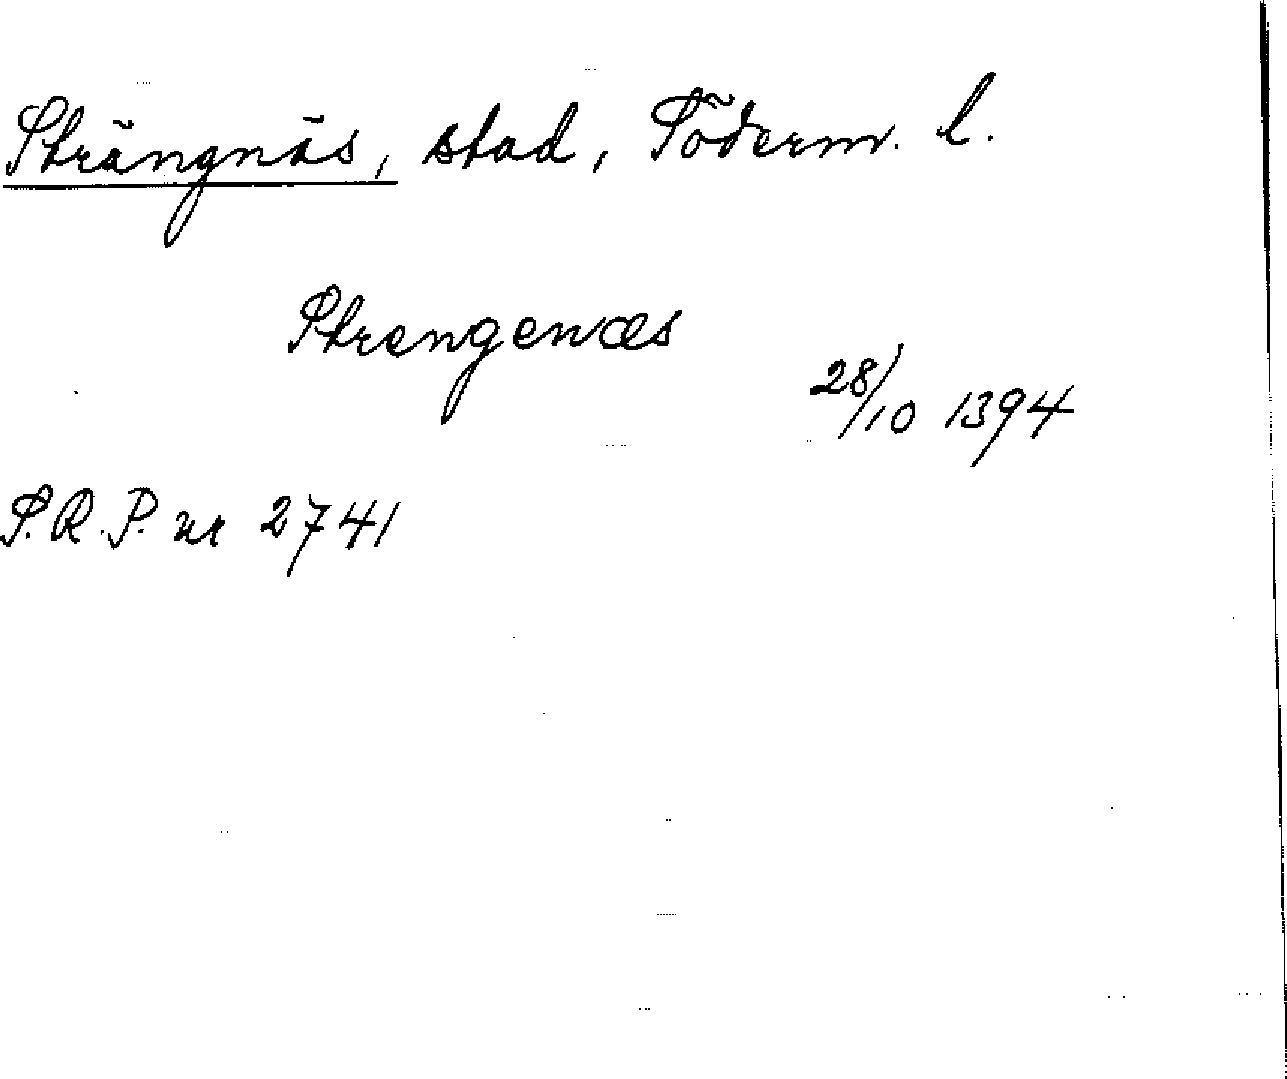 Strängnäs, stad, Söderm. l.
Strengenæs
28/10 1394
S.R.P. nr 2741